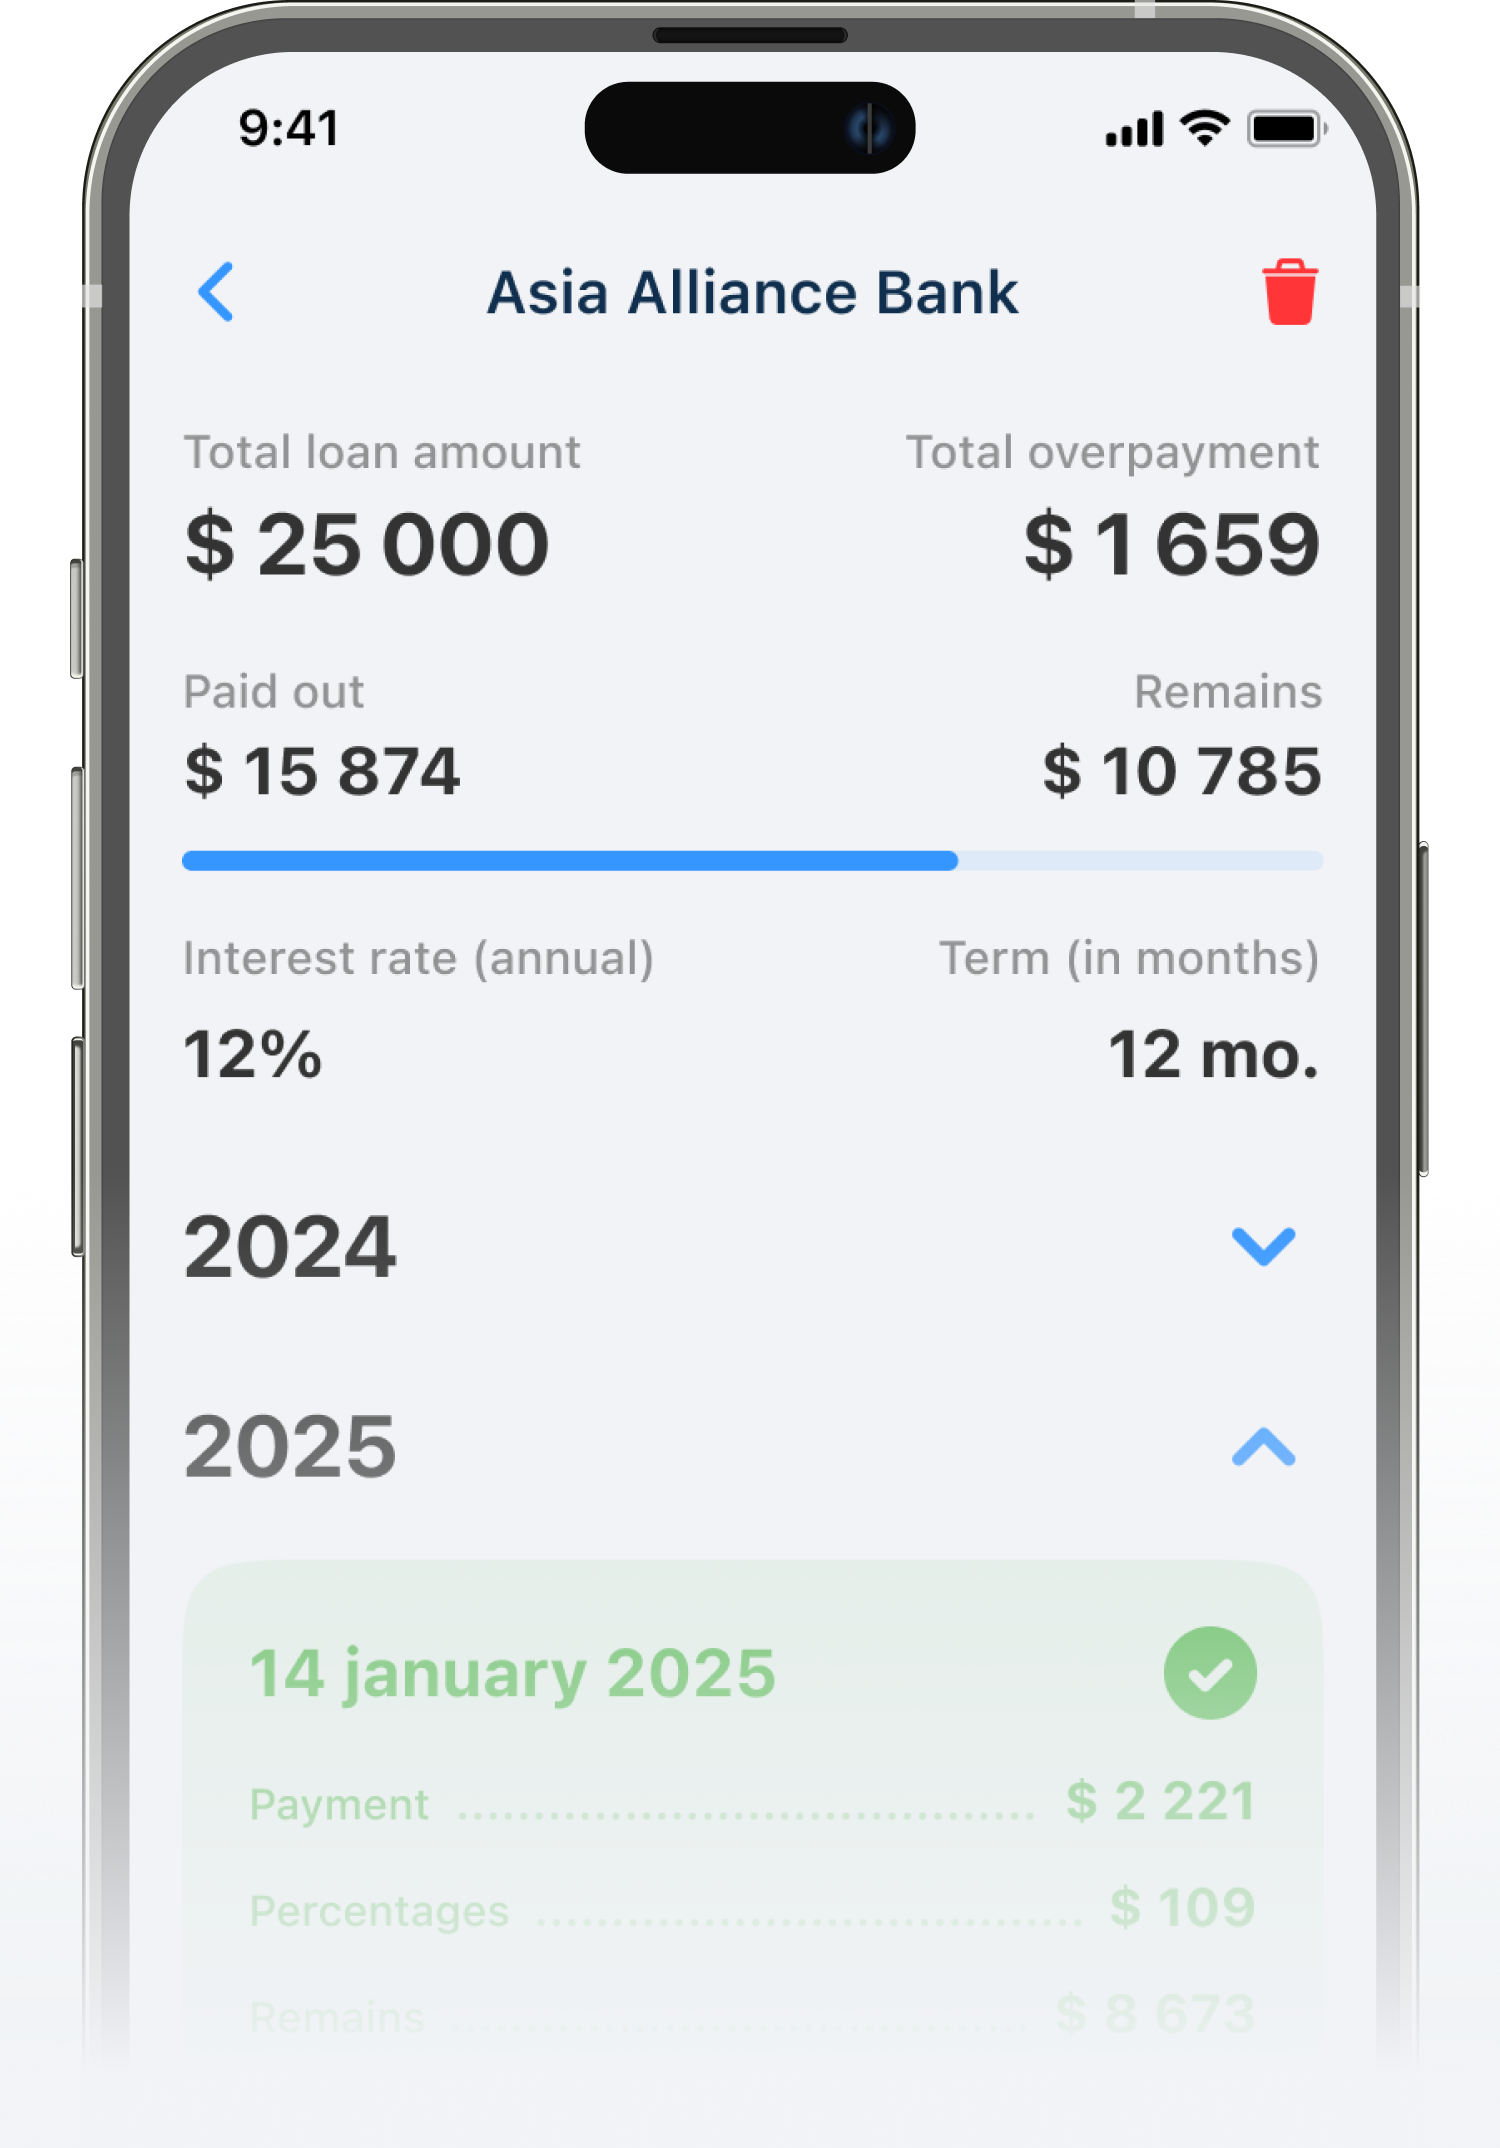 9:41
Asia Alliance Bank
Total loan amount Total overpayment
$ 25 000 $ 1 659
Paid out Remains
$ 15 874 $ 10 785
Interest rate (annual) Term (in months)
12% 12 mo.
2024
2025
14 january 2025
Payment ..................................... $ 2 221
Percentages ................................... $ 109
Remains ..................................... $ 8 673